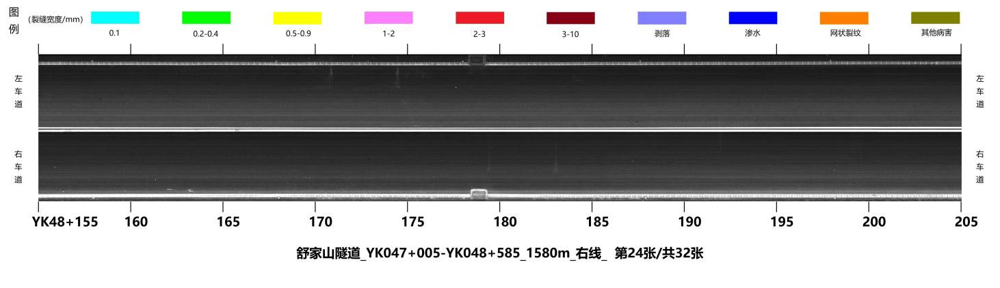 图例
(裂缝宽度/mm)
0.1 0.2-0.4 0.5-0.9 1-2 2-3 3-10 剥落 渗水 网状裂纹 其他病害
左车道 左车道
右车道 右车道
YK48+155 160 165 170 175 180 185 190 195 200 205
舒家山隧道_YK047+005-YK048+585_1580m_右线_ 第24张/共32张